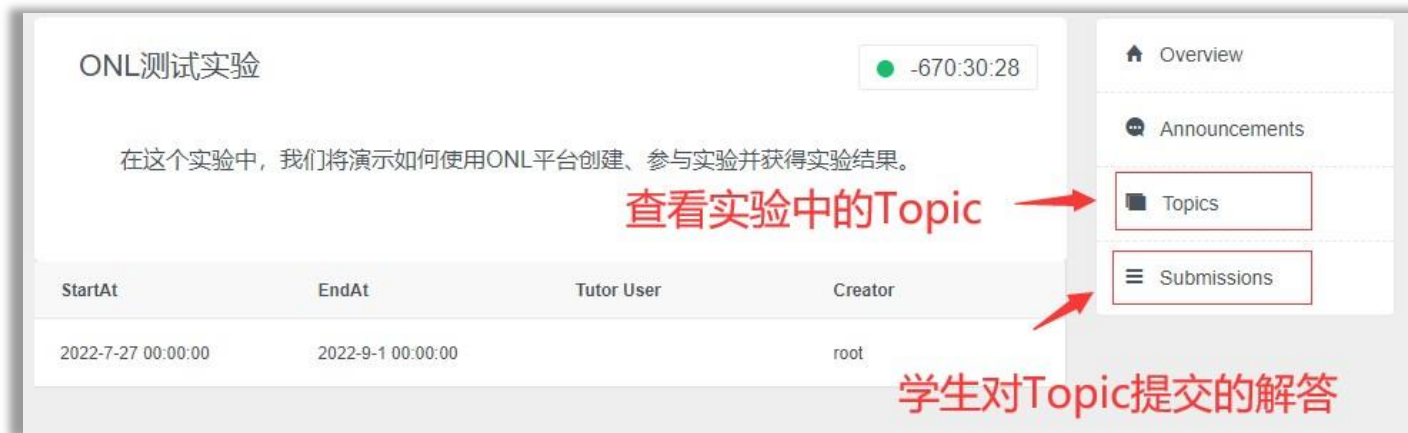 ONL测试实验
-670:30:28
在这个实验中，我们将演示如何使用ONL平台创建、参与实验并获得实验结果。
查看实验中的Topic
StartAt EndAt Tutor User Creator
2022-7-27 00:00:00 2022-9-1 00:00:00 root
Overview
Announcements
Topics
Submissions
学生对Topic提交的解答